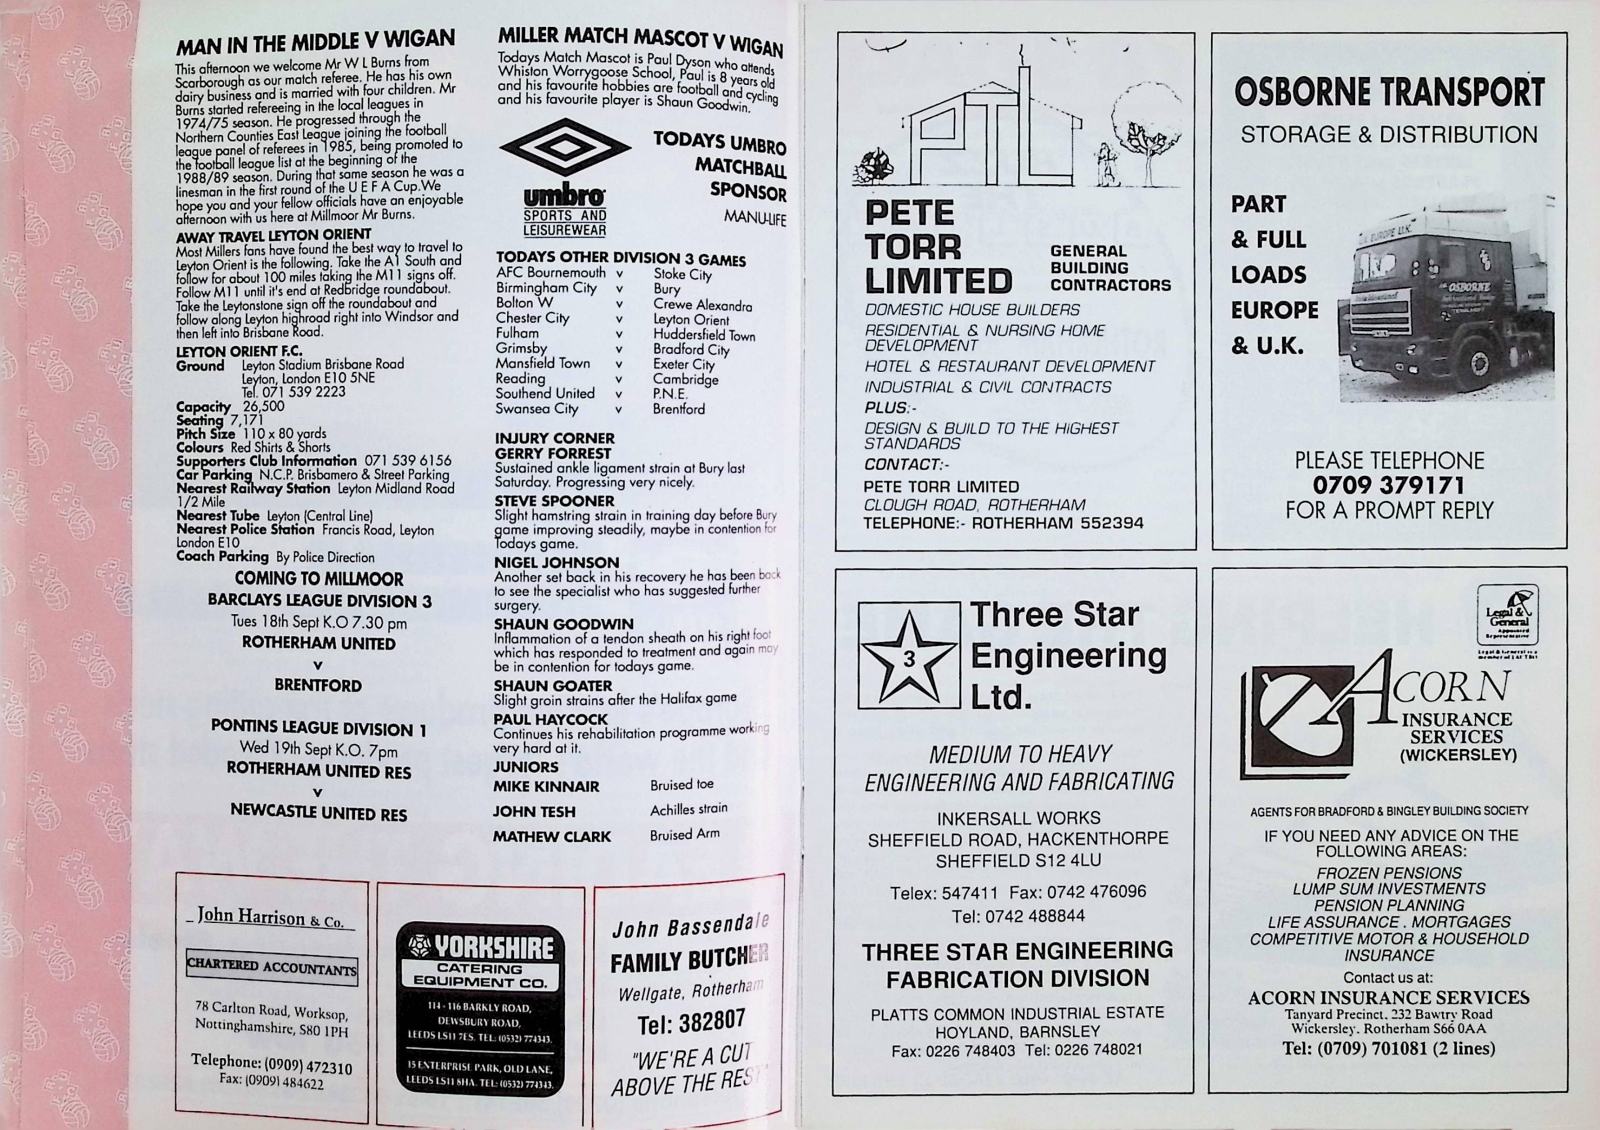 MAN IN THE MIDDLE V WIGAN
This afternoon we welcome Mr W L Burns from
Scarborough as our match referee. He has his own
dairy business and is married with four children. Mr
Burns started refereeing in the local leagues in
1974/75 season. He progressed through the
Northern Counties East League joining the football
league panel of referees in 1985, being promoted to
the football league list at the beginning of the
1988/89 season. During that same season he was a
linesman in the first round of the U E F A Cup.We
hope you and your fellow officials have an enjoyable
afternoon with us here at Millmoor Mr Burns.
AWAY TRAVEL LEYTON ORIENT
Most Millers fans have found the best way to travel to
Leyton Orient is the following. Take the A1 South and
follow for about 100 miles taking the M11 signs off.
Follow M11 until it's end at Redbridge roundabout.
Take the Leytonstone sign off the roundabout and
follow along Leyton highroad right into Windsor and
then left into Brisbane Road.
LEYTON ORIENT F.C.
Ground Leyton Stadium Brisbane Road
Leyton, London E10 5NE
Tel. 071 539 2223
Capacity 26,500
Seating 7,171
Pitch Size 110 x 80 yards
Colours Red Shirts & Shorts
Supporters Club Information 071 539 6156
Car Parking N.C.P. Brisbamero & Street Parking
Nearest Railway Station Leyton Midland Road
1/2 Mile
Nearest Tube Leyton (Central Line)
Nearest Police Station Francis Road, Leyton
London E10
Coach Parking By Police Direction
COMING TO MILLMOOR
BARCLAYS LEAGUE DIVISION 3
Tues 18th Sept K.O 7.30 pm
ROTHERHAM UNITED
v
BRENTFORD
PONTINS LEAGUE DIVISION 1
Wed 19th Sept K.O. 7pm
ROTHERHAM UNITED RES
v
NEWCASTLE UNITED RES
MILLER MATCH MASCOT V WIGAN
Todays Match Mascot is Paul Dyson who attends
Whiston Worrygoose School, Paul is 8 years old
and his favourite hobbies are football and cycling
and his favourite player is Shaun Goodwin.
umbro
SPORTS AND
LEISUREWEAR
TODAYS UMBRO
MATCHBALL
SPONSOR
MANU-LIFE
TODAYS OTHER DIVISION 3 GAMES
AFC Bournemouth v Stoke City
Birmingham City v Bury
Bolton W v Crewe Alexandra
Chester City v Leyton Orient
Fulham v Huddersfield Town
Grimsby v Bradford City
Mansfield Town v Exeter City
Reading v Cambridge
Southend United v P.N.E.
Swansea City v Brentford
INJURY CORNER
GERRY FORREST
Sustained ankle ligament strain at Bury last
Saturday. Progressing very nicely.
STEVE SPOONER
Slight hamstring strain in training day before Bury
game improving steadily, maybe in contention for
Todays game.
NIGEL JOHNSON
Another set back in his recovery he has been back
to see the specialist who has suggested further
surgery.
SHAUN GOODWIN
Inflammation of a tendon sheath on his right foot
which has responded to treatment and again may
be in contention for todays game.
SHAUN GOATER
Slight groin strains after the Halifax game
PAUL HAYCOCK
Continues his rehabilitation programme working
very hard at it.
JUNIORS
MIKE KINNAIR Bruised toe
JOHN TESH Achilles strain
MATHEW CLARK Bruised Arm
John Harrison & Co.
CHARTERED ACCOUNTANTS
78 Carlton Road, Worksop,
Nottinghamshire, S80 1PH
Telephone: (0909) 472310
Fax: (0909) 484622
YORKSHIRE
CATERING
EQUIPMENT CO.
114 - 116 BARKLY ROAD,
DEWSBURY ROAD,
LEEDS LS11 7ES. TEL: (0532) 774343.
15 ENTERPRISE PARK, OLD LANE,
LEEDS LS11 8HA. TEL: (0532) 774343.
John Bassendale
FAMILY BUTCHER
Wellgate, Rotherham
Tel: 382807
"WE'RE A CUT
ABOVE THE REST"
PTL
PETE
TORR
LIMITED
GENERAL
BUILDING
CONTRACTORS
DOMESTIC HOUSE BUILDERS
RESIDENTIAL & NURSING HOME
DEVELOPMENT
HOTEL & RESTAURANT DEVELOPMENT
INDUSTRIAL & CIVIL CONTRACTS
PLUS:-
DESIGN & BUILD TO THE HIGHEST
STANDARDS
CONTACT:-
PETE TORR LIMITED
CLOUGH ROAD, ROTHERHAM
TELEPHONE:- ROTHERHAM 552394
OSBORNE TRANSPORT
STORAGE & DISTRIBUTION
PART
& FULL
LOADS
EUROPE
& U.K.
EUROPE U.K.
OSBORNE
PLEASE TELEPHONE
0709 379171
FOR A PROMPT REPLY
3
Three Star
Engineering
Ltd.
MEDIUM TO HEAVY
ENGINEERING AND FABRICATING
INKERSALL WORKS
SHEFFIELD ROAD, HACKENTHORPE
SHEFFIELD S12 4LU
Telex: 547411 Fax: 0742 476096
Tel: 0742 488844
THREE STAR ENGINEERING
FABRICATION DIVISION
PLATTS COMMON INDUSTRIAL ESTATE
HOYLAND, BARNSLEY
Fax: 0226 748403 Tel: 0226 748021
Legal &
General
Appointed
Representative
ACORN
INSURANCE
SERVICES
(WICKERSLEY)
AGENTS FOR BRADFORD & BINGLEY BUILDING SOCIETY
IF YOU NEED ANY ADVICE ON THE
FOLLOWING AREAS:
FROZEN PENSIONS
LUMP SUM INVESTMENTS
PENSION PLANNING
LIFE ASSURANCE . MORTGAGES
COMPETITIVE MOTOR & HOUSEHOLD
INSURANCE
Contact us at:
ACORN INSURANCE SERVICES
Tanyard Precinct, 232 Bawtry Road
Wickersley. Rotherham S66 0AA
Tel: (0709) 701081 (2 lines)